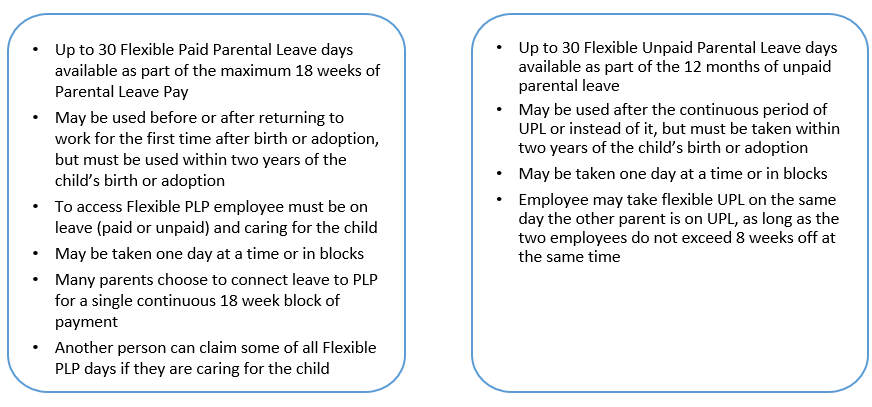 • Up to 30 Flexible Paid Parental Leave days
available as part of the maximum 18 weeks of
Parental Leave Pay
• May be used before or after returning to
work for the first time after birth or adoption,
but must be used within two years of the
child's birth or adoption
• To access Flexible PLP employee must be on
leave (paid or unpaid) and caring for the child
• May be taken one day at a time or in blocks
• Many parents choose to connect leave to PLP
for a single continuous 18 week block of
payment
• Another person can claim some of all Flexible
PLP days if they are caring for the child
• Up to 30 Flexible Unpaid Parental Leave days
available as part of the 12 months of unpaid
parental leave
• May be used after the continuous period of
UPL or instead of it, but must be taken within
two years of the child's birth or adoption
• May be taken one day at a time or in blocks
• Employee may take flexible UPL on the same
day the other parent is on UPL, as long as the
two employees do not exceed 8 weeks off at
the same time